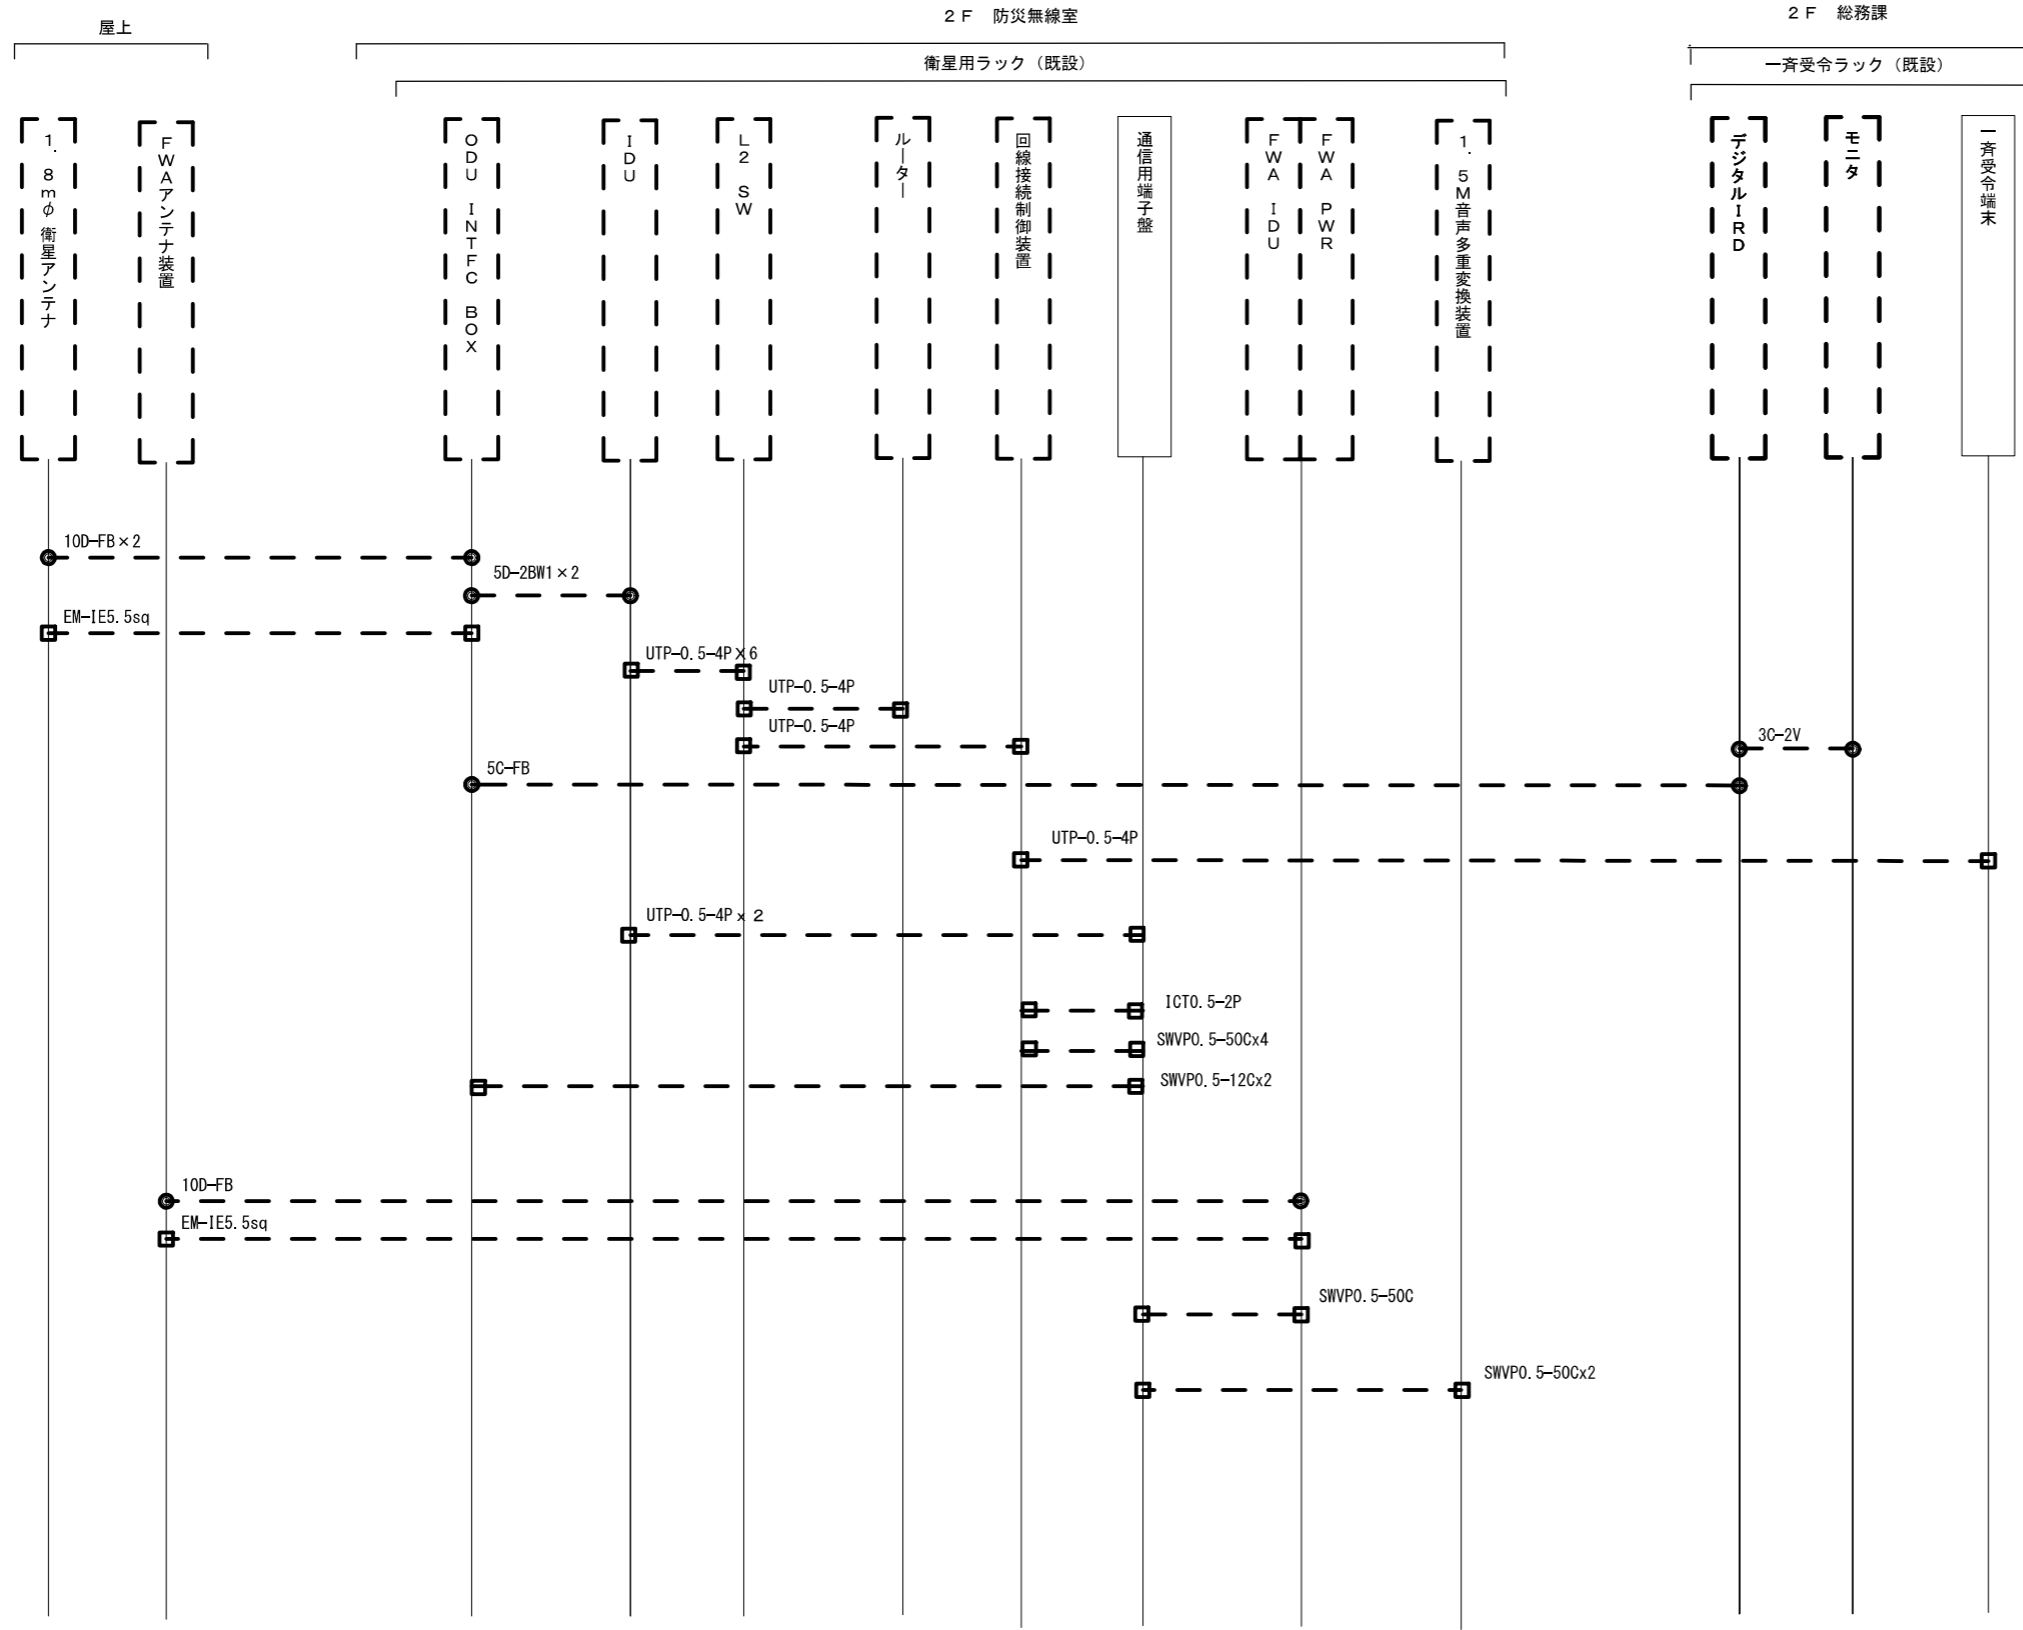 屋上
２Ｆ　防災無線室
２Ｆ　総務課
衛星用ラック（既設）
一斉受令ラック（既設）
１．８ｍφ 衛星アンテナ
ＦＷＡアンテナ装置
ＯＤＵ　ＩＮＴＦＣ　ＢＯＸ
ＩＤＵ
Ｌ２　ＳＷ
ルーター
回線接続制御装置
通信用端子盤
ＦＷＡ　ＩＤＵ
ＦＷＡ　ＰＷＲ
１．５Ｍ音声多重変換装置
デジタルＩＲＤ
モニタ
一斉受令端末
10D-FB×2
5D-2BW1×2
EM-IE5.5sq
UTP-0.5-4P×6
UTP-0.5-4P
UTP-0.5-4P
3C-2V
5C-FB
UTP-0.5-4P
UTP-0.5-4Px２
ICT0.5-2P
SWVP0.5-50Cx4
SWVP0.5-12Cx2
10D-FB
EM-IE5.5sq
SWVP0.5-50C
SWVP0.5-50Cx2